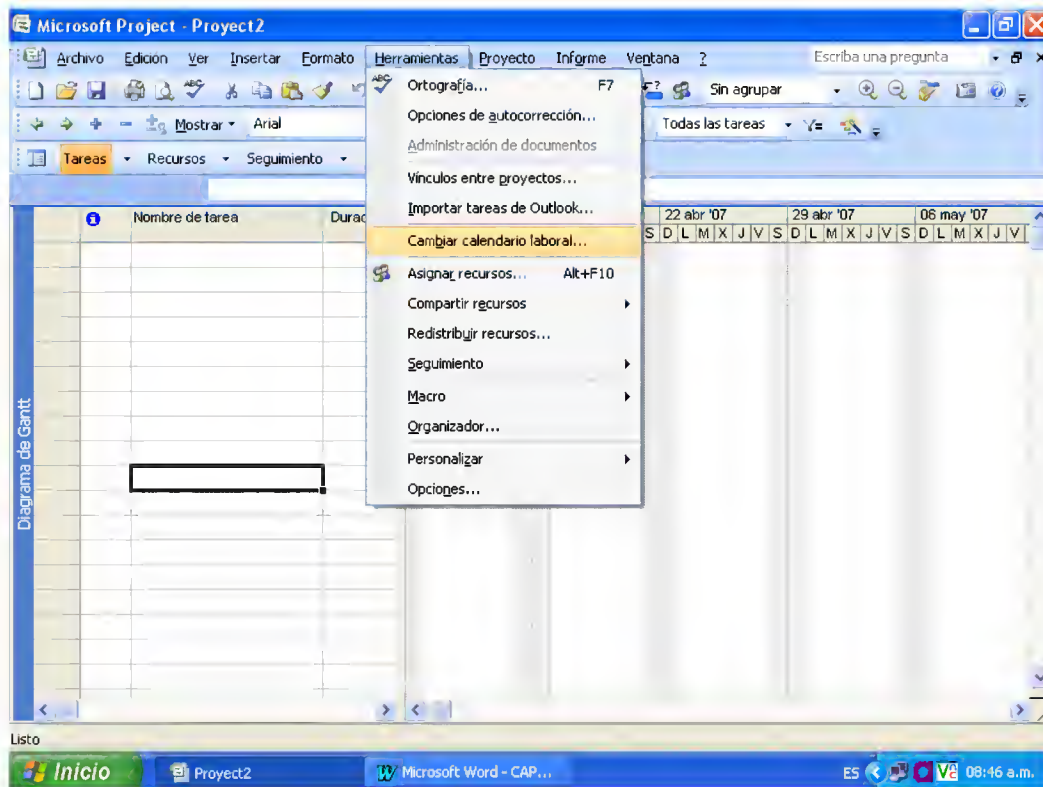 Microsoft Project - Proyect2
Archivo Edición Ver Insertar Formato Herramientas Proyecto Informe Ventana ? Escriba una pregunta
Sin agrupar
Mostrar Arial Todas las tareas
Tareas Recursos Seguimiento
Ortografía... F7
Opciones de autocorrección...
Administración de documentos
Vínculos entre proyectos...
Importar tareas de Outlook...
Cambiar calendario laboral...
Asignar recursos... Alt+F10
Compartir recursos
Redistribuir recursos...
Seguimiento
Macro
Organizador...
Personalizar
Opciones...
Nombre de tarea Durac 22 abr '07 29 abr '07 06 may '07
S D L M X J V S D L M X J V S D L M X J V
Diagrama de Gantt
Listo
Inicio Proyect2 Microsoft Word - CAP... ES 08:46 a.m.